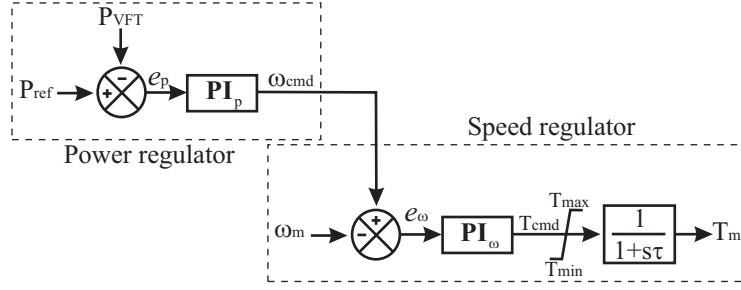 PVFT
−
Pref
+
ep
PIp
ωcmd
Power regulator
Speed regulator
+
ωm
−
eω
PIω
Tcmd
Tmax
Tmin
1
1+sτ
Tm